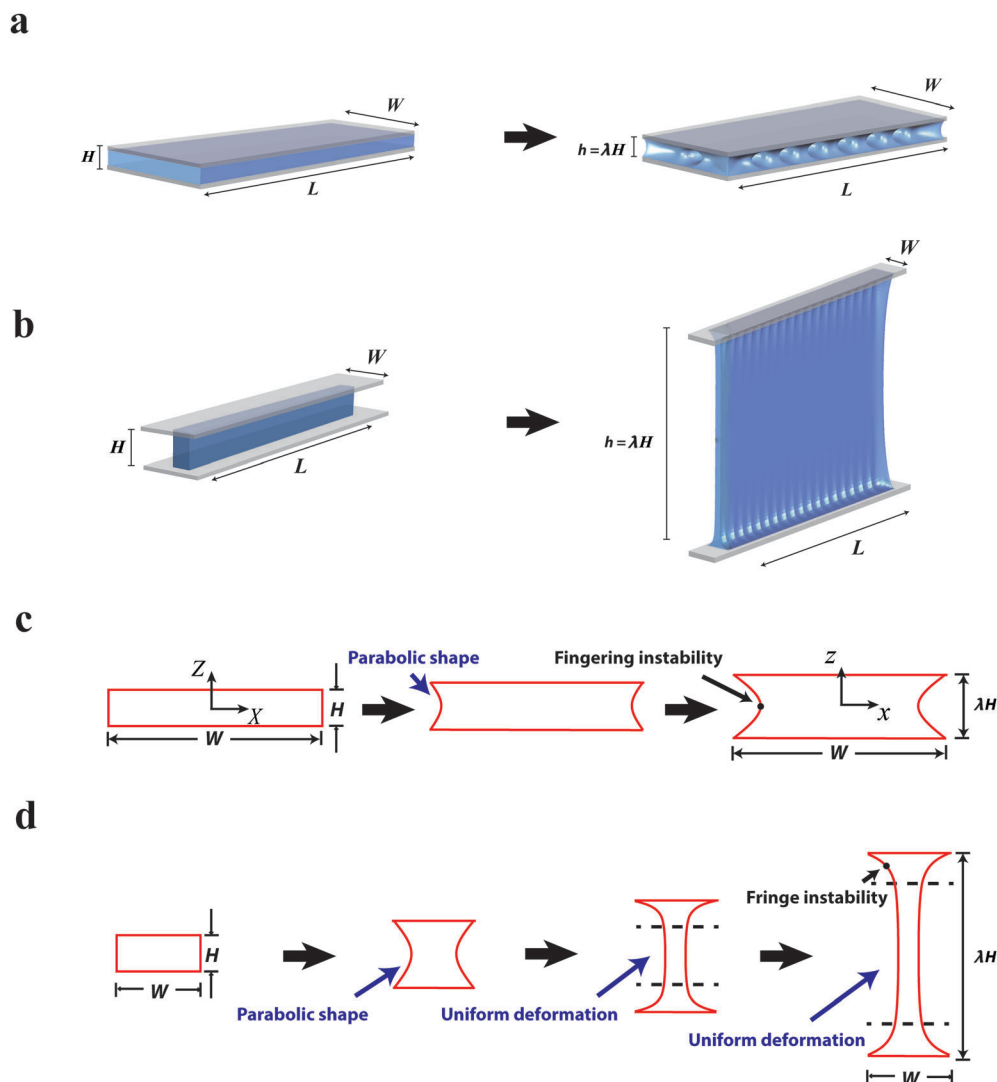 a
W
W
H
h = λH
L
L
b
W
W
H
h = λH
L
L
c
Parabolic shape
Fingering instability
Z
X
H
W
z
x
λH
W
d
Fringe instability
H
W
Parabolic shape
Uniform deformation
Uniform deformation
λH
W